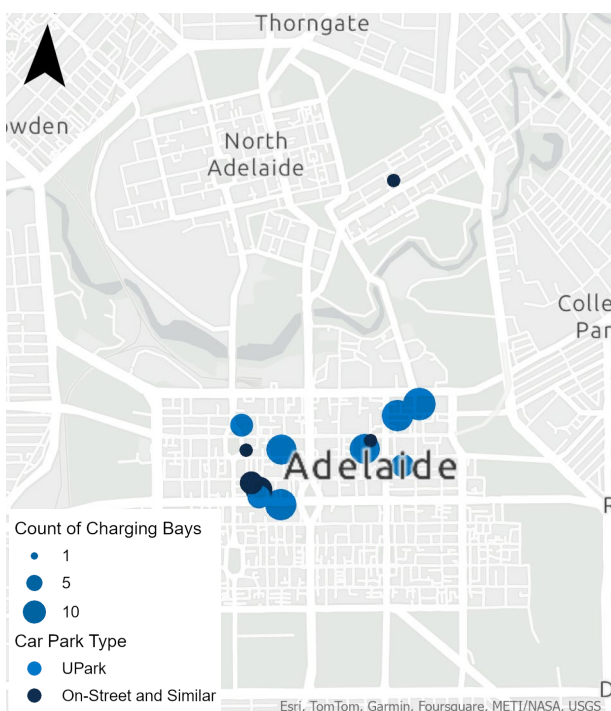 Thorngate
owden
North
Adelaide
Colle
Par
Adelaide
R
Count of Charging Bays
1
5
10
Car Park Type
UPark
On-Street and Similar
D
Esri, TomTom, Garmin, Foursquare, METI/NASA, USGS